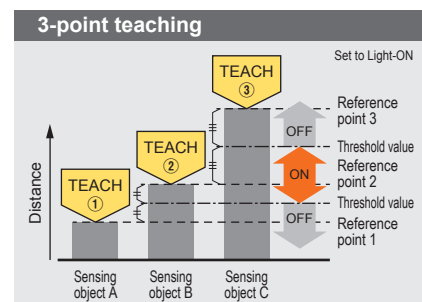 3-point teaching
Set to Light-ON
TEACH
③
TEACH
②
TEACH
①
Distance
OFF
ON
OFF
Reference
point 3
Threshold value
Reference
point 2
Threshold value
Reference
point 1
Sensing
object A
Sensing
object B
Sensing
object C